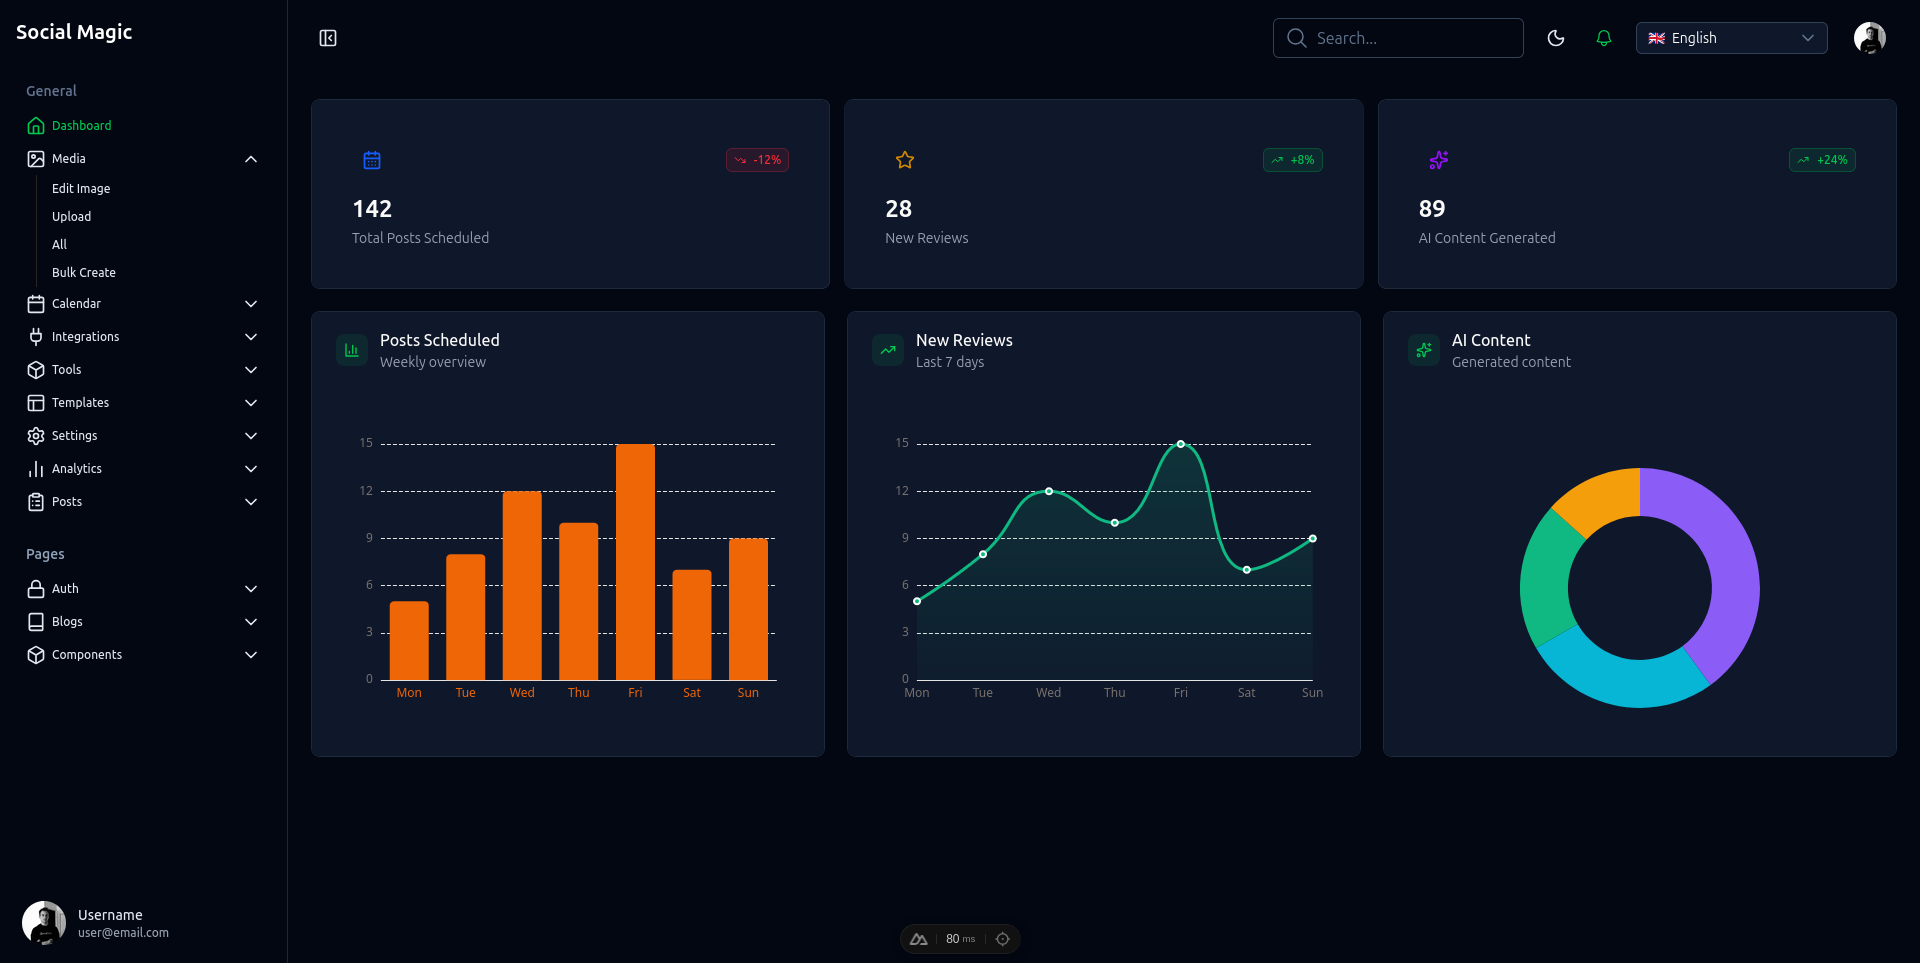 Social Magic
General
Dashboard
Media
Edit Image
Upload
All
Bulk Create
Calendar
Integrations
Tools
Templates
Settings
Analytics
Posts
Pages
Auth
Blogs
Components
Username
user@email.com
Search...
English
-12%
142
Total Posts Scheduled
+8%
28
New Reviews
+24%
89
AI Content Generated
Posts Scheduled
Weekly overview
15
12
9
6
3
0
Mon Tue Wed Thu Fri Sat Sun
New Reviews
Last 7 days
15
12
9
6
3
0
Mon Tue Wed Thu Fri Sat Sun
AI Content
Generated content
80 ms